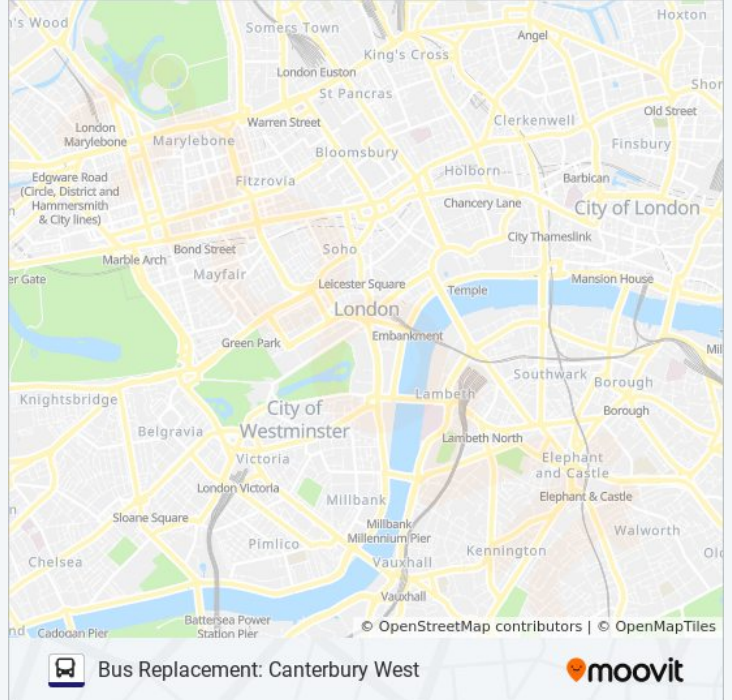 's Wood
Somers Town
Hoxton
Angel
King's Cross
London Euston
St Pancras
Shor
Old Street
Warren Street
Clerkenwell
London
Marylebone
Marylebone
Finsbury
Bloomsbury
Holborn
Edgware Road
(Circle, District and
Hammersmith
& City lines)
Fitzrovia
Barbican
n
Chancery Lane
City of London
City Thameslink
Soho
Bond Street
Marble Arch
er Gate
Mayfair
Leicester Square
Temple
Mansion House
London
Embankment
Green Park
Mil
Southwark
Borough
Knightsbridge
Lambeth
City of
Westminster
Borough
Belgravia
Lambeth North
Victoria
Elephant
and Castle
London Victoria
Elephant & Castle
Millbank
n
Sloane Square
Millbank
Millennium Pier
Walworth
Pimlico
Kennington
Old
Chelsea
Vauxhall
Vauxhall
Battersea Power
Station Pier
nd
Cadogan Pier
© OpenStreetMap contributors | © OpenMapTiles
Bus Replacement: Canterbury West
moovit